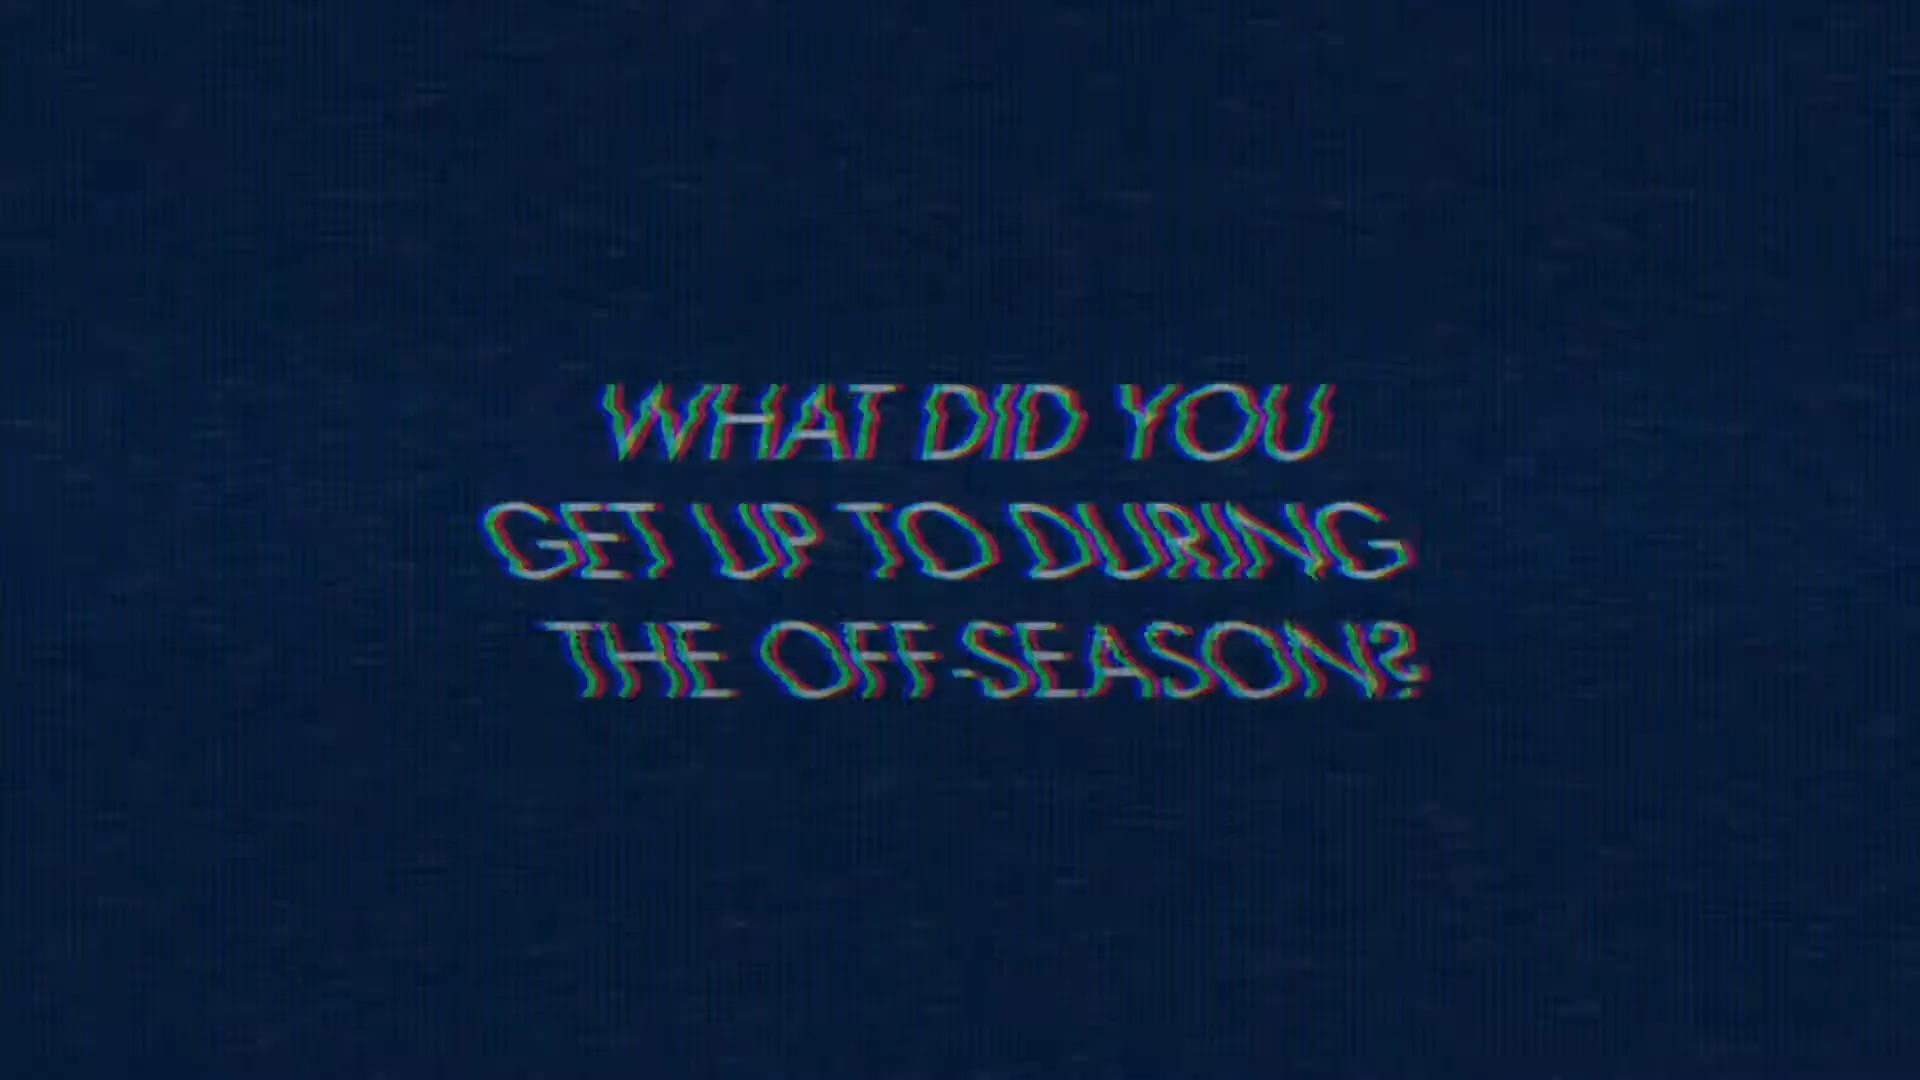 WHAT DID YOU
GET UP TO DURING
THE OFF-SEASON?